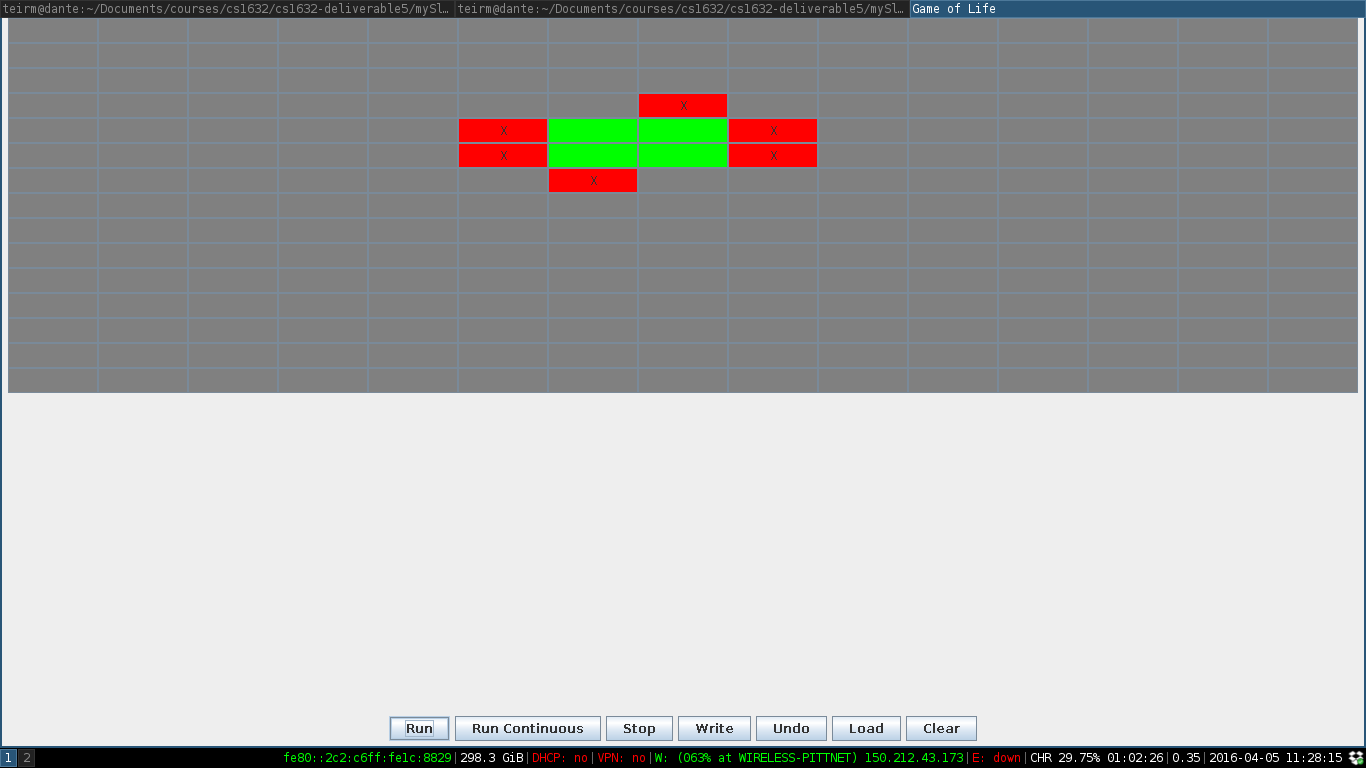 teirm@dante:~/Documents/courses/cs1632/cs1632-deliverable5/mySl… teirm@dante:~/Documents/courses/cs1632/cs1632-deliverable5/mySl… Game of Life
X
X X
X X
X
Run Run Continuous Stop Write Undo Load Clear
1 2 fe80::2c2:c6ff:fe1c:8829|298.3 GiB|DHCP: no|VPN: no|W: (063% at WIRELESS-PITTNET) 150.212.43.173|E: down|CHR 29.75% 01:02:26|0.35|2016-04-05 11:28:15